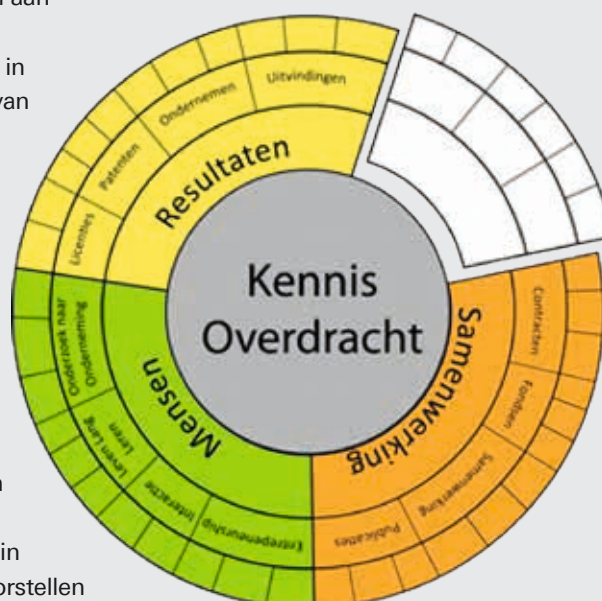 aan
in
van
Uitvindingen
Ondernemen
Patenten
Licenties
Resultaten
Kennis
Overdracht
Samenwerking
Contracten
Fondsen
Samenwerking
Publicaties
Mensen
Onderzoek naar
Onderneming
Leven Lang
Leren
Interactie
Entrepeneurship
in
orstellen